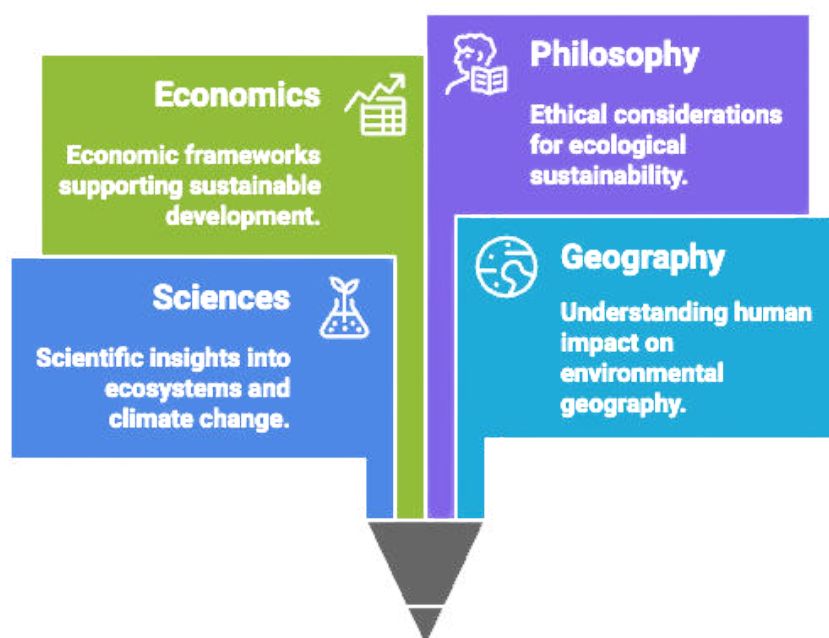 Economics
Economic frameworks
supporting sustainable
development.
Philosophy
Ethical considerations
for ecological
sustainability.
Sciences
Scientific insights into
ecosystems and
climate change.
Geography
Understanding human
impact on
environmental
geography.